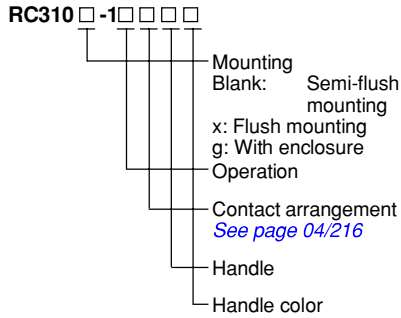 RC310□-1□□□□
Mounting
Blank: Semi-flush
mounting
x: Flush mounting
g: With enclosure
Operation
Contact arrangement
See page 04/216
Handle
Handle color